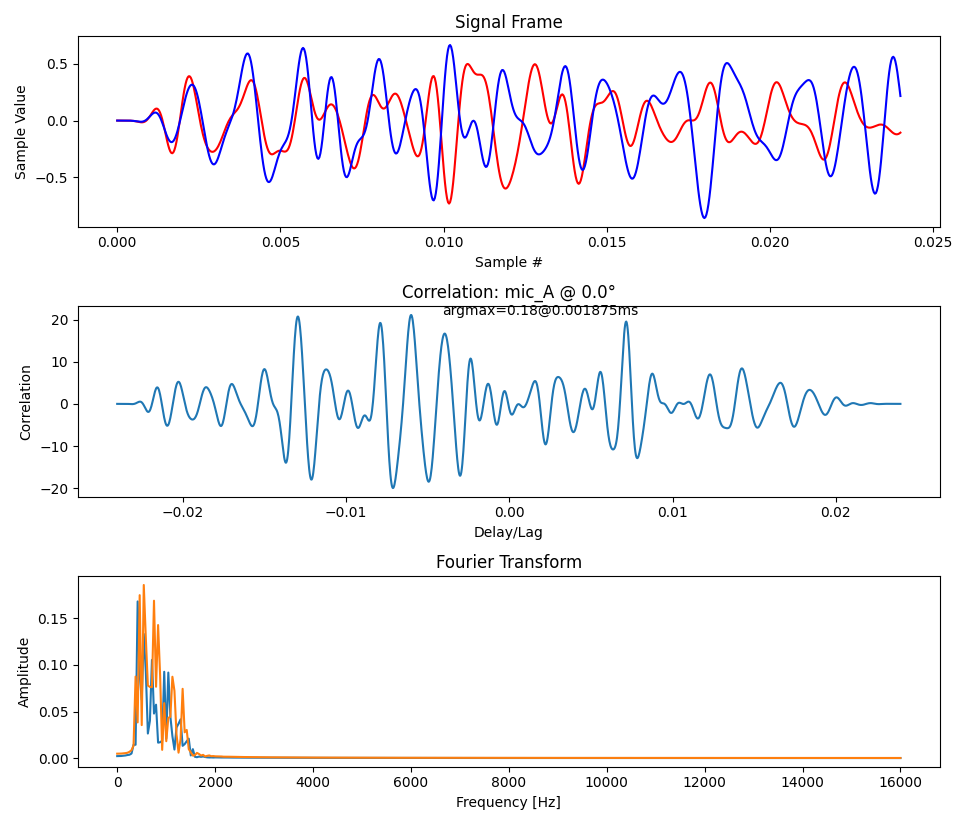 Signal Frame
0.5
0.0
−0.5
Sample Value
0.000 0.005 0.010 0.015 0.020 0.025
Sample #
Correlation: mic_A @ 0.0°
argmax=0.18@0.001875ms
20
10
0
−10
−20
Correlation
−0.02 −0.01 0.00 0.01 0.02
Delay/Lag
Fourier Transform
0.15
0.10
0.05
0.00
Amplitude
0 2000 4000 6000 8000 10000 12000 14000 16000
Frequency [Hz]